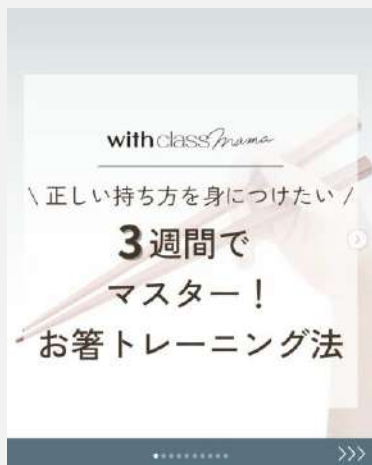 with class mama
\ 正しい持ち方を身につけたい /
3週間で
マスター！
お箸トレーニング法
>>>